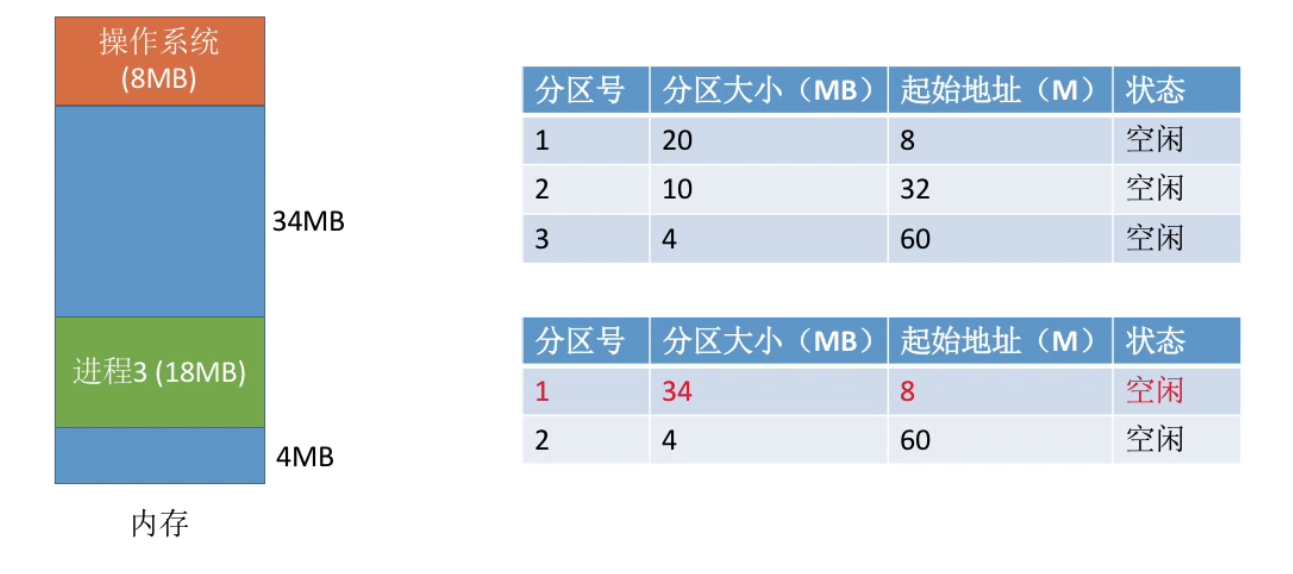 操作系统
(8MB)
34MB
进程3 (18MB)
4MB
内存
分区号 分区大小（MB） 起始地址（M） 状态
1 20 8 空闲
2 10 32 空闲
3 4 60 空闲
分区号 分区大小（MB） 起始地址（M） 状态
1 34 8 空闲
2 4 60 空闲